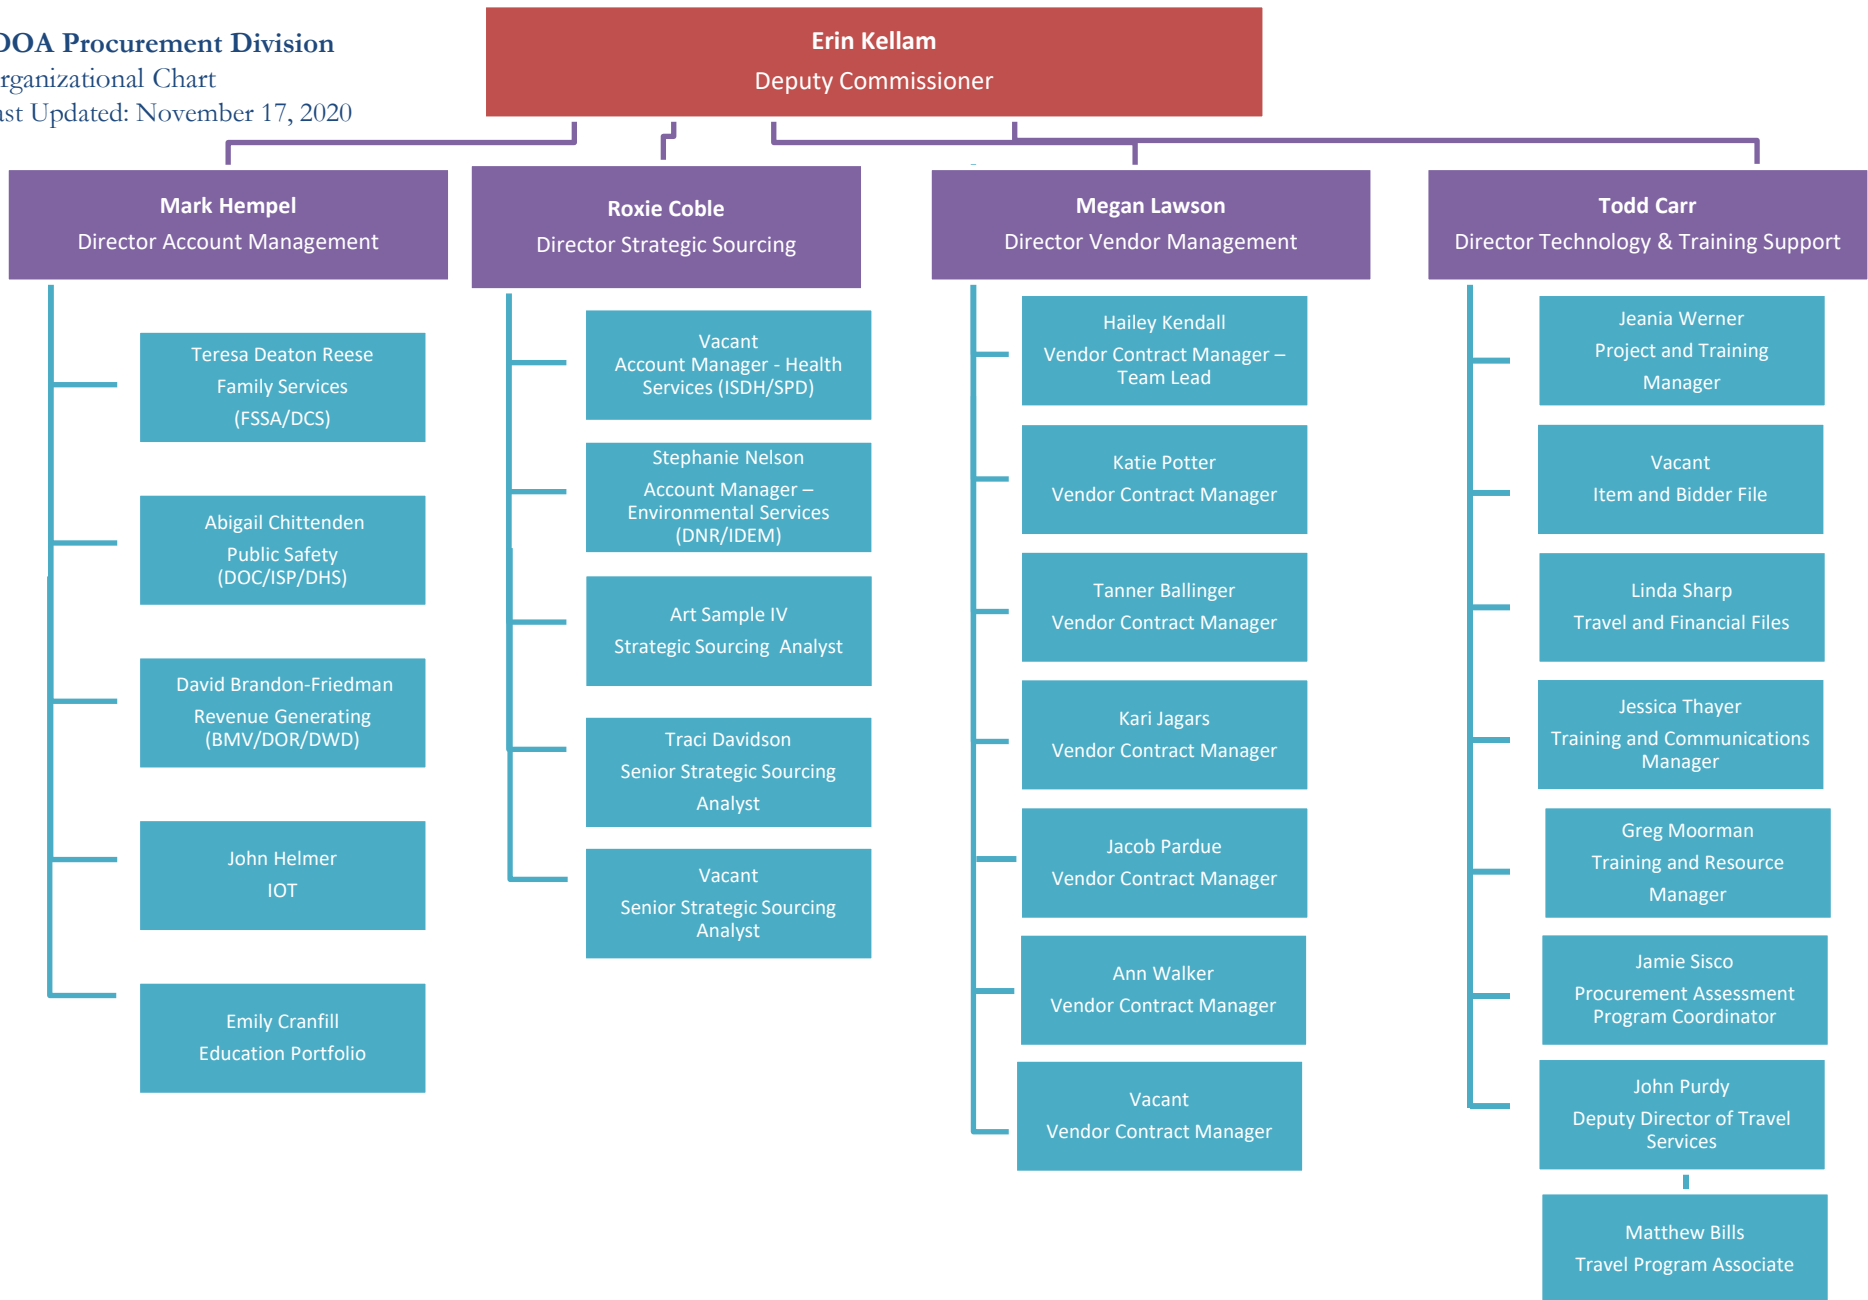 DOA Procurement Division
rganizational Chart
ast Updated: November 17, 2020
Erin Kellam
Deputy Commissioner
Mark Hempel
Director Account Management
Roxie Coble
Director Strategic Sourcing
Megan Lawson
Director Vendor Management
Todd Carr
Director Technology & Training Support
Teresa Deaton Reese
Family Services
(FSSA/DCS)
Abigail Chittenden
Public Safety
(DOC/ISP/DHS)
David Brandon-Friedman
Revenue Generating
(BMV/DOR/DWD)
John Helmer
IOT
Emily Cranfill
Education Portfolio
Vacant
Account Manager - Health
Services (ISDH/SPD)
Stephanie Nelson
Account Manager –
Environmental Services
(DNR/IDEM)
Art Sample IV
Strategic Sourcing  Analyst
Traci Davidson
Senior Strategic Sourcing
Analyst
Vacant
Senior Strategic Sourcing
Analyst
Hailey Kendall
Vendor Contract Manager –
Team Lead
Katie Potter
Vendor Contract Manager
Tanner Ballinger
Vendor Contract Manager
Kari Jagars
Vendor Contract Manager
Jacob Pardue
Vendor Contract Manager
Ann Walker
Vendor Contract Manager
Vacant
Vendor Contract Manager
Jeania Werner
Project and Training
Manager
Vacant
Item and Bidder File
Linda Sharp
Travel and Financial Files
Jessica Thayer
Training and Communications
Manager
Greg Moorman
Training and Resource
Manager
Jamie Sisco
Procurement Assessment
Program Coordinator
John Purdy
Deputy Director of Travel
Services
Matthew Bills
Travel Program Associate